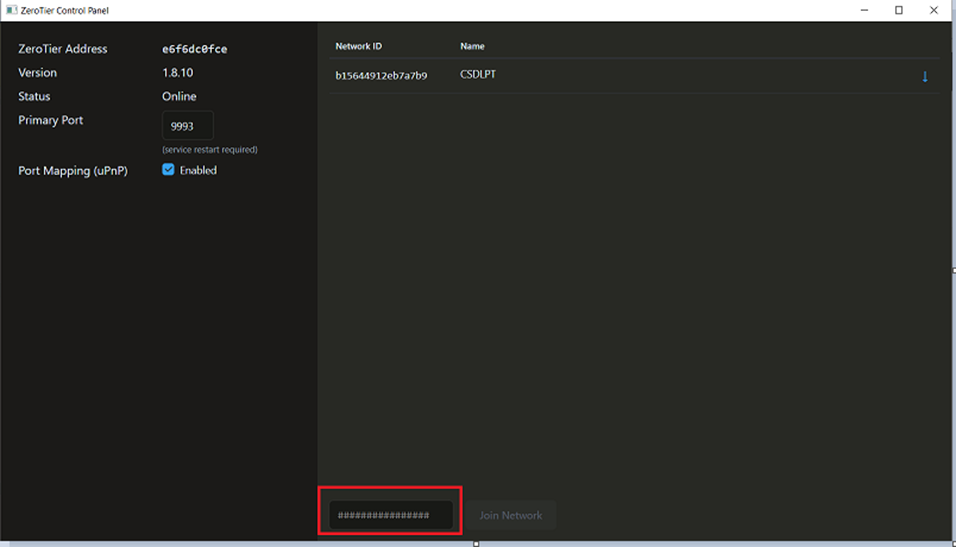 ZeroTier Control Panel
ZeroTier Address e6f6dc0fce
Version 1.8.10
Status Online
Primary Port 9993
(service restart required)
Port Mapping (uPnP) Enabled
Network ID Name
b15644912eb7a7b9 CSDLPT
################ Join Network